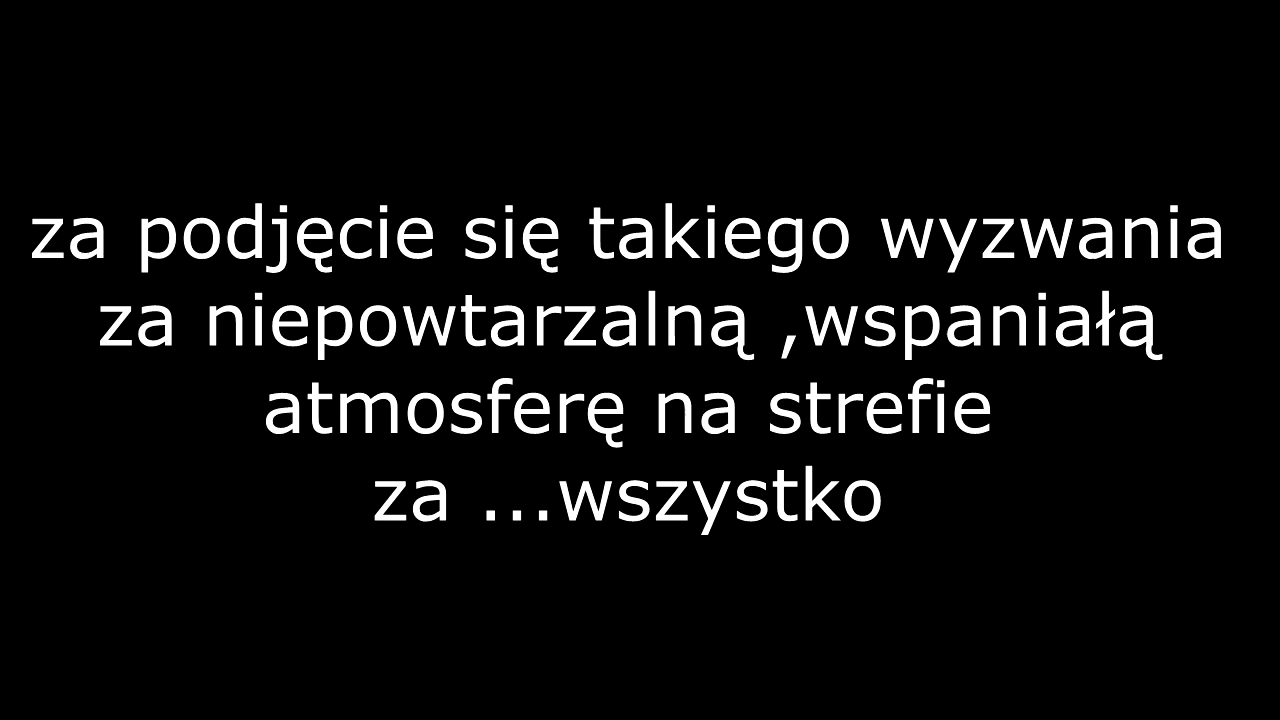 za podjęcie się takiego wyzwania
za niepowtarzalną ,wspaniałą
atmosferę na strefie
za ...wszystko